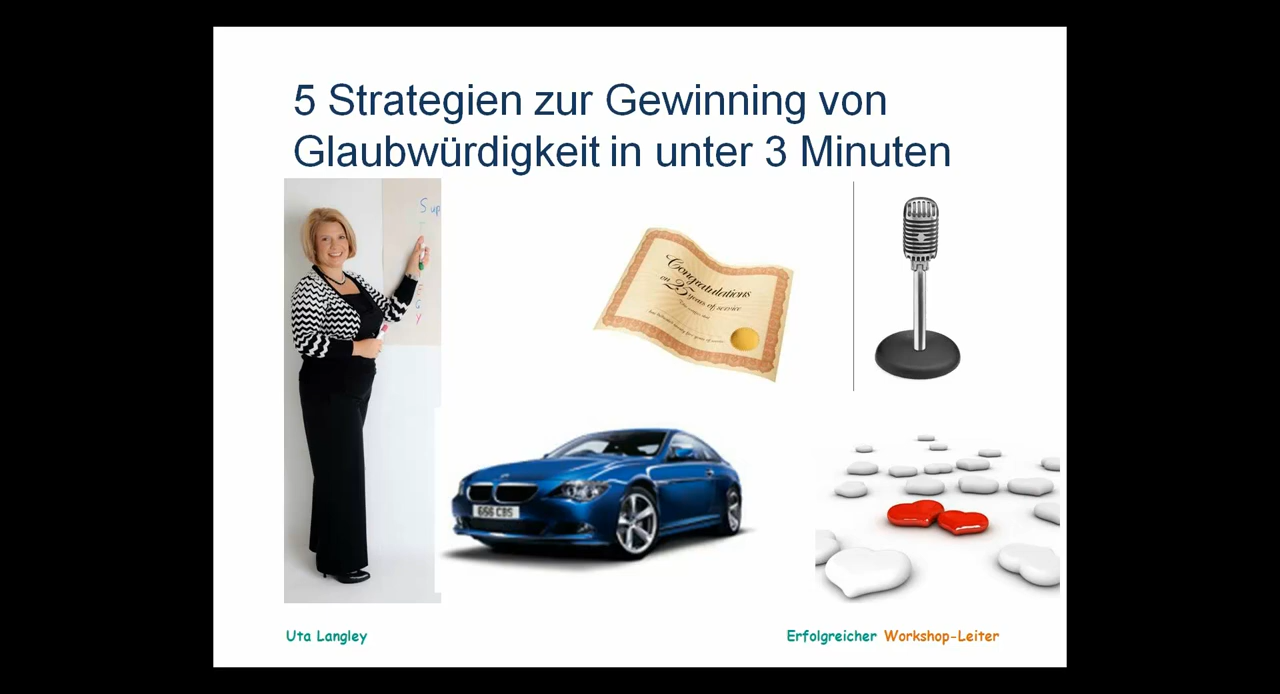 5 Strategien zur Gewinning von
Glaubwürdigkeit in unter 3 Minuten
Sup
T
E
G
Y
Congratulations
on 25 years of service
656 CBS
Uta Langley
Erfolgreicher Workshop-Leiter